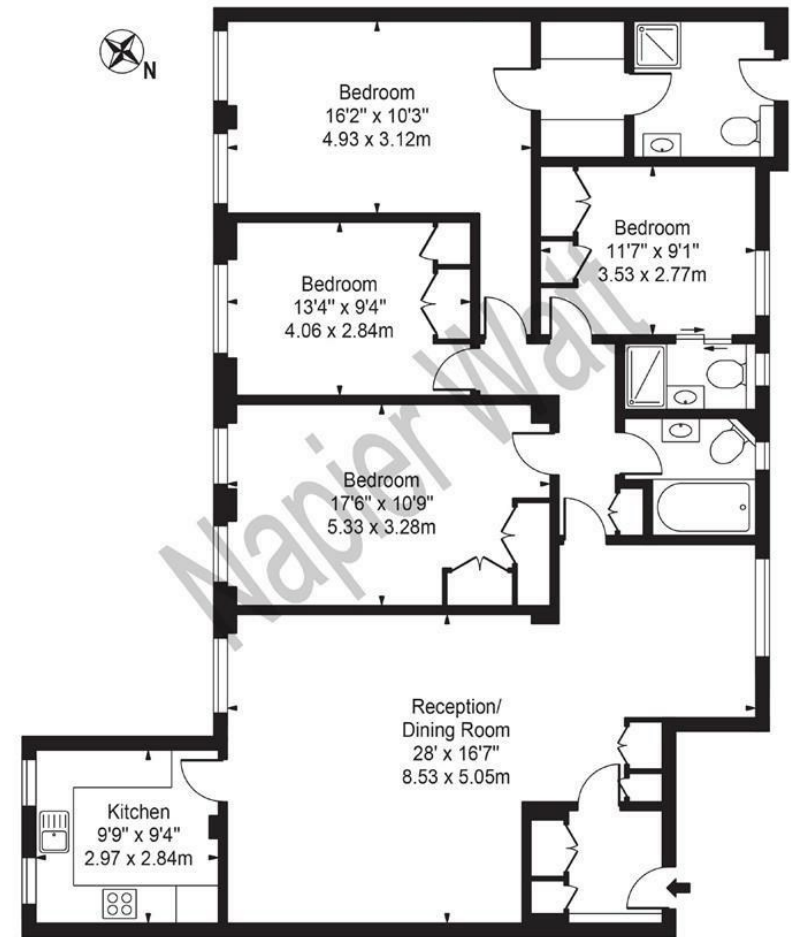 N
Bedroom
16'2" x 10'3"
4.93 x 3.12m
Bedroom
11'7" x 9'1"
3.53 x 2.77m
Bedroom
13'4" x 9'4"
4.06 x 2.84m
Bedroom
17'6" x 10'9"
5.33 x 3.28m
Napier Watt
Reception/
Dining Room
28' x 16'7"
8.53 x 5.05m
Kitchen
9'9" x 9'4"
2.97 x 2.84m